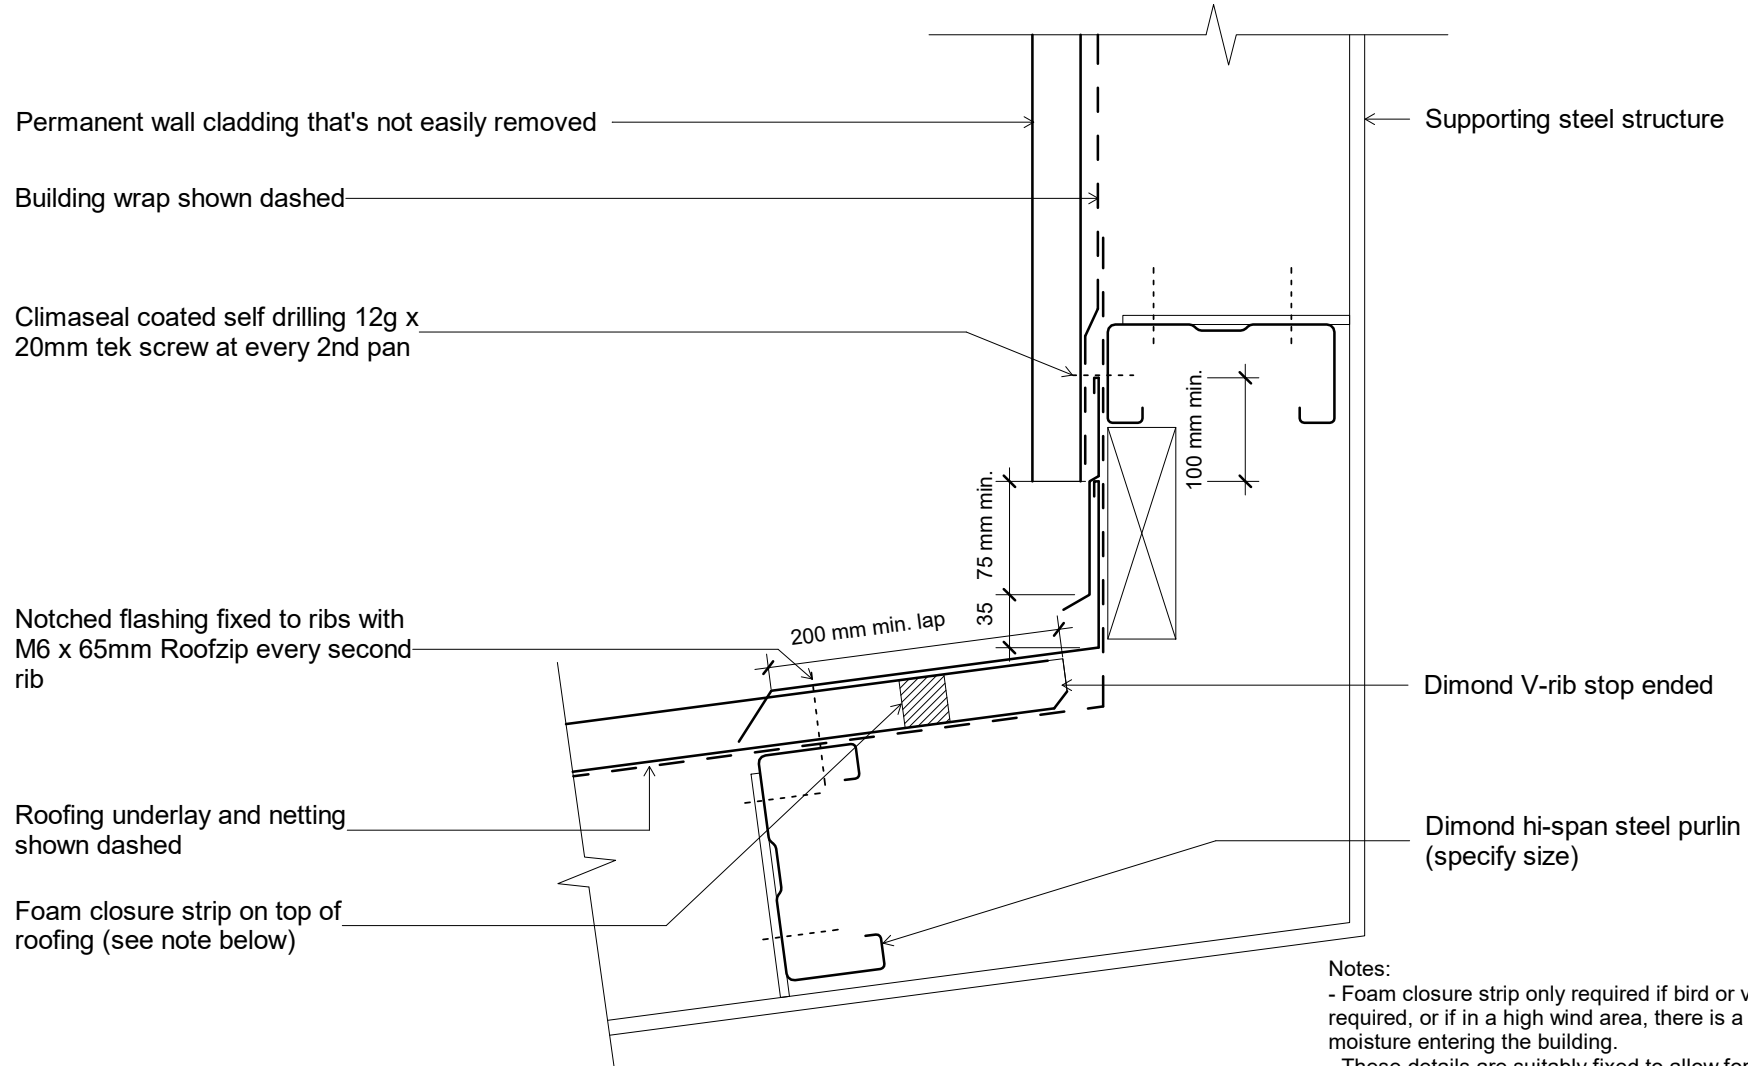 Permanent wall cladding that's not easily removed
Building wrap shown dashed
Climaseal coated self drilling 12g x
20mm tek screw at every 2nd pan
Notched flashing fixed to ribs with
M6 x 65mm Roofzip every second
rib
Roofing underlay and netting
shown dashed
Foam closure strip on top of
roofing (see note below)
200 mm min. lap
35
75 mm min.
100 mm min.
Supporting steel structure
Dimond V-rib stop ended
Dimond hi-span steel purlin
(specify size)
Notes:
- Foam closure strip only required if bird or
required, or if in a high wind area, there is a
moisture entering the building.
- These details are suitably fixed to allow for